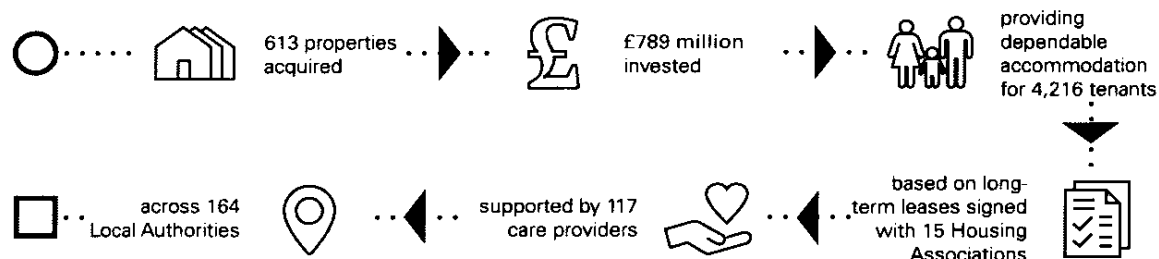 613 properties
acquired
£789 million
invested
providing
dependable
accommodation
for 4,216 tenants
based on long-
term leases signed
with 15 Housing
Associations
supported by 117
care providers
across 164
Local Authorities